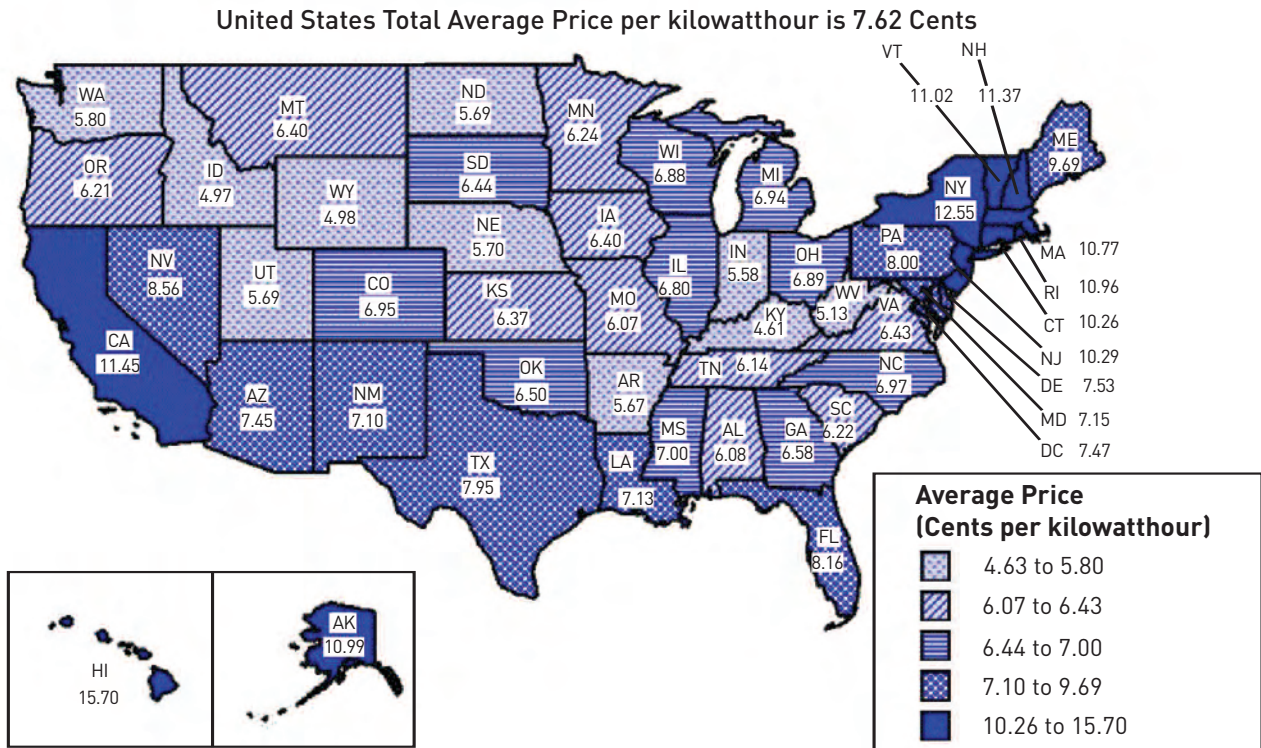 United States Total Average Price per kilowatthour is 7.62 Cents
VT
NH
11.02
11.37
WA
5.80
MT
6.40
ND
5.69
MN
6.24
ME
9.69
OR
6.21
ID
4.97
WY
4.98
SD
6.44
WI
6.88
MI
6.94
NY
12.55
NE
5.70
IA
6.40
PA
8.00
MA 10.77
NV
8.56
UT
5.69
CO
6.95
KS
6.37
MO
6.07
IL
6.80
IN
5.58
OH
6.89
WV
5.13
VA
6.43
KY
4.61
RI 10.96
CT 10.26
NJ 10.29
DE 7.53
MD 7.15
DC 7.47
CA
11.45
AZ
7.45
NM
7.10
OK
6.50
AR
5.67
TN 6.14
NC
6.97
SC
6.22
MS
7.00
AL
6.08
GA
6.58
TX
7.95
LA
7.13
FL
8.16
HI
15.70
AK
10.99
Average Price
(Cents per kilowatthour)
4.63 to 5.80
6.07 to 6.43
6.44 to 7.00
7.10 to 9.69
10.26 to 15.70